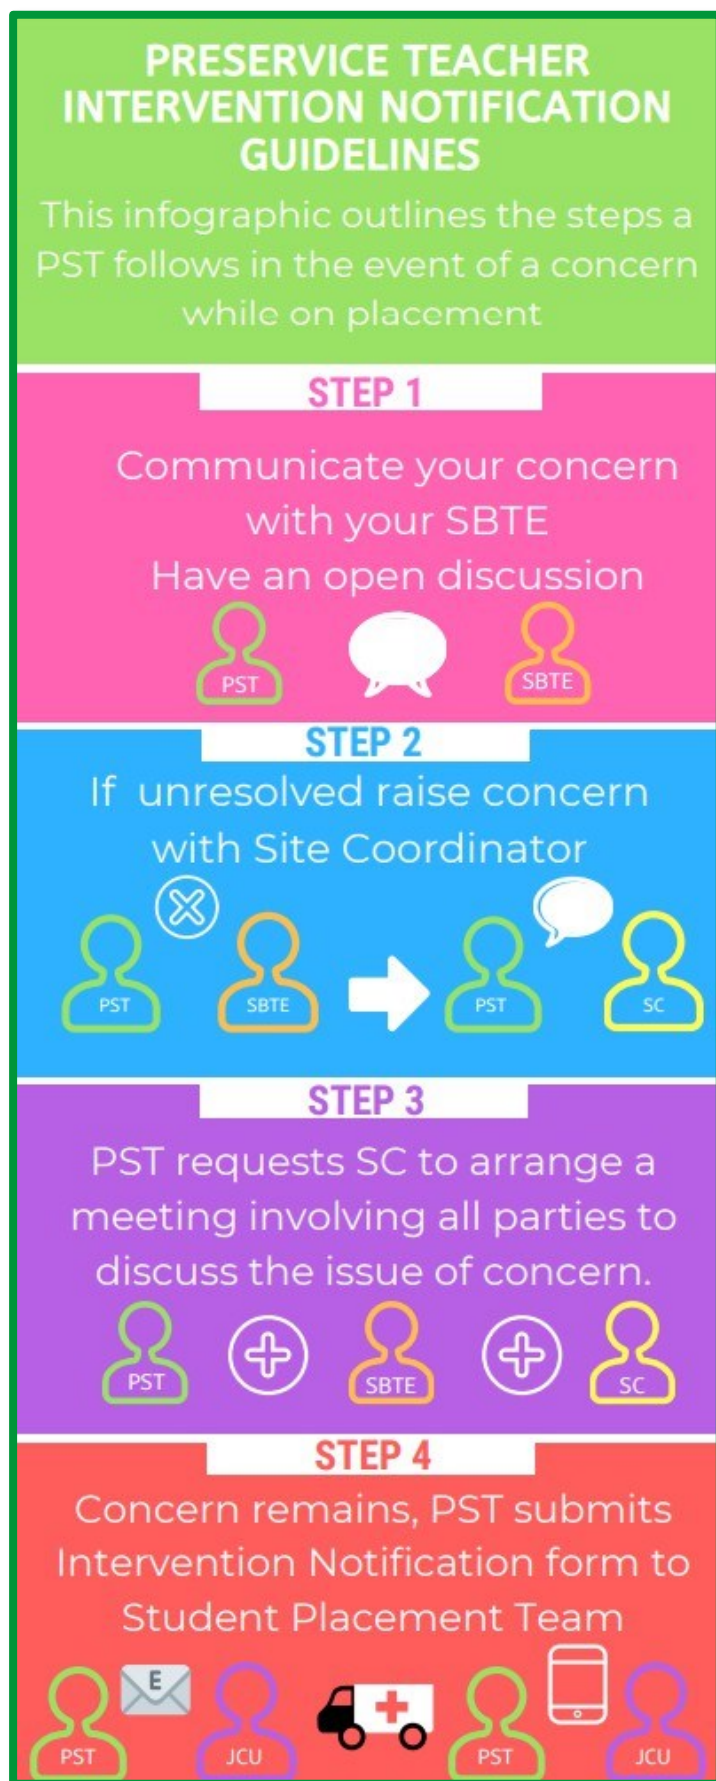 PRESERVICE TEACHER
INTERVENTION NOTIFICATION
GUIDELINES
This infographic outlines the steps a
PST follows in the event of a concern
while on placement
STEP 1
Communicate your concern
with your SBTE
Have an open discussion
PST
SBTE
STEP 2
If unresolved raise concern
with Site Coordinator
PST
SBTE
PST
SC
STEP 3
PST requests SC to arrange a
meeting involving all parties to
discuss the issue of concern.
PST
SBTE
SC
STEP 4
Concern remains, PST submits
Intervention Notification form to
Student Placement Team
E
PST
JCU
PST
JCU